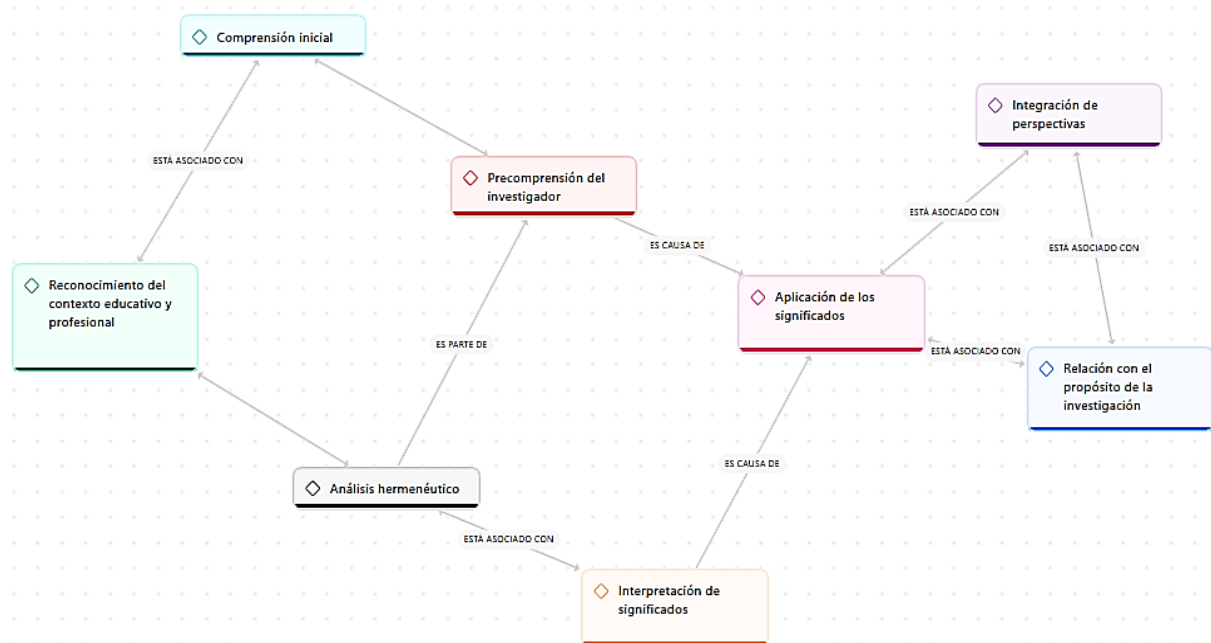 Comprensión inicial
Integración de
perspectivas
ESTÁ ASOCIADO CON
Precomprensión del
investigador
ESTÁ ASOCIADO CON
ES CAUSA DE
ESTÁ ASOCIADO CON
Reconocimiento del
contexto educativo y
profesional
Aplicación de los
significados
ES PARTE DE
ESTÁ ASOCIADO CON
Relación con el
propósito de la
investigación
ES CAUSA DE
Análisis hermenéutico
ESTÁ ASOCIADO CON
Interpretación de
significados